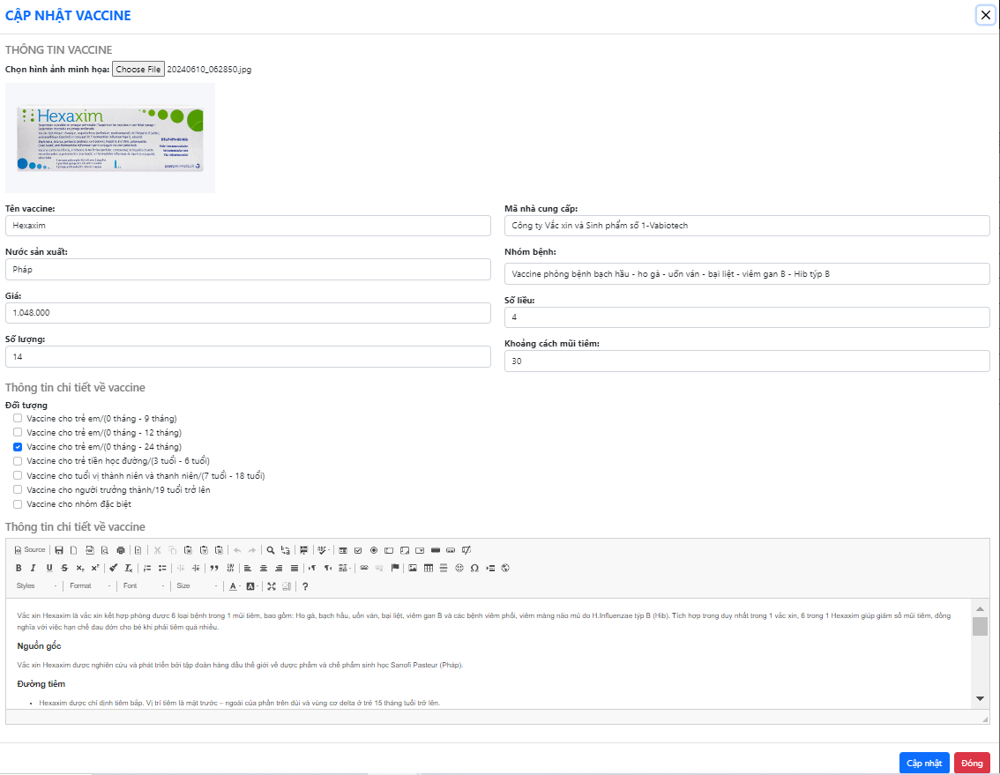 CẬP NHẬT VACCINE
THÔNG TIN VACCINE
Chọn hình ảnh minh họa: Choose File 20240610_062850.jpg
Hexaxim
Tên vaccine:
Hexaxim
Mã nhà cung cấp:
Công ty Vắc xin và Sinh phẩm số 1-Vabiotech
Nước sản xuất:
Pháp
Nhóm bệnh:
Vaccine phòng bệnh bạch hầu - ho gà - uốn ván - bại liệt - viêm gan B - Hib týp B
Giá:
1.048.000
Số liều:
4
Số lượng:
14
Khoảng cách mũi tiêm:
30
Thông tin chi tiết về vaccine
Đối tượng
Vaccine cho trẻ em/(0 tháng - 9 tháng)
Vaccine cho trẻ em/(0 tháng - 12 tháng)
Vaccine cho trẻ em/(0 tháng - 24 tháng)
Vaccine cho trẻ tiền học đường/(3 tuổi - 6 tuổi)
Vaccine cho tuổi vị thành niên và thanh niên/(7 tuổi - 18 tuổi)
Vaccine cho người trưởng thành/19 tuổi trở lên
Vaccine cho nhóm đặc biệt
Thông tin chi tiết về vaccine
Source
Styles Format Font Size
Vắc xin Hexaxim là vắc xin kết hợp phòng được 6 loại bệnh trong 1 mũi tiêm, bao gồm: Ho gà, bạch hầu, uốn ván, bại liệt, viêm gan B và các bệnh viêm phổi, viêm màng não mủ do H.Influenzae týp B (Hib). Tích hợp trong duy nhất trong 1 vắc xin, 6 trong 1 Hexaxim giúp giảm số mũi tiêm, đồng
nghĩa với việc hạn chế đau đớn cho bé khi phải tiêm quá nhiều.
Nguồn gốc
Vắc xin Hexaxim được nghiên cứu và phát triển bởi tập đoàn hàng đầu thế giới về dược phẩm và chế phẩm sinh học Sanofi Pasteur (Pháp).
Đường tiêm
• Hexaxim được chỉ định tiêm bắp. Vị trí tiêm là mặt trước – ngoài của phần trên đùi và vùng cơ delta ở trẻ 15 tháng tuổi trở lên.
Cập nhật Đóng